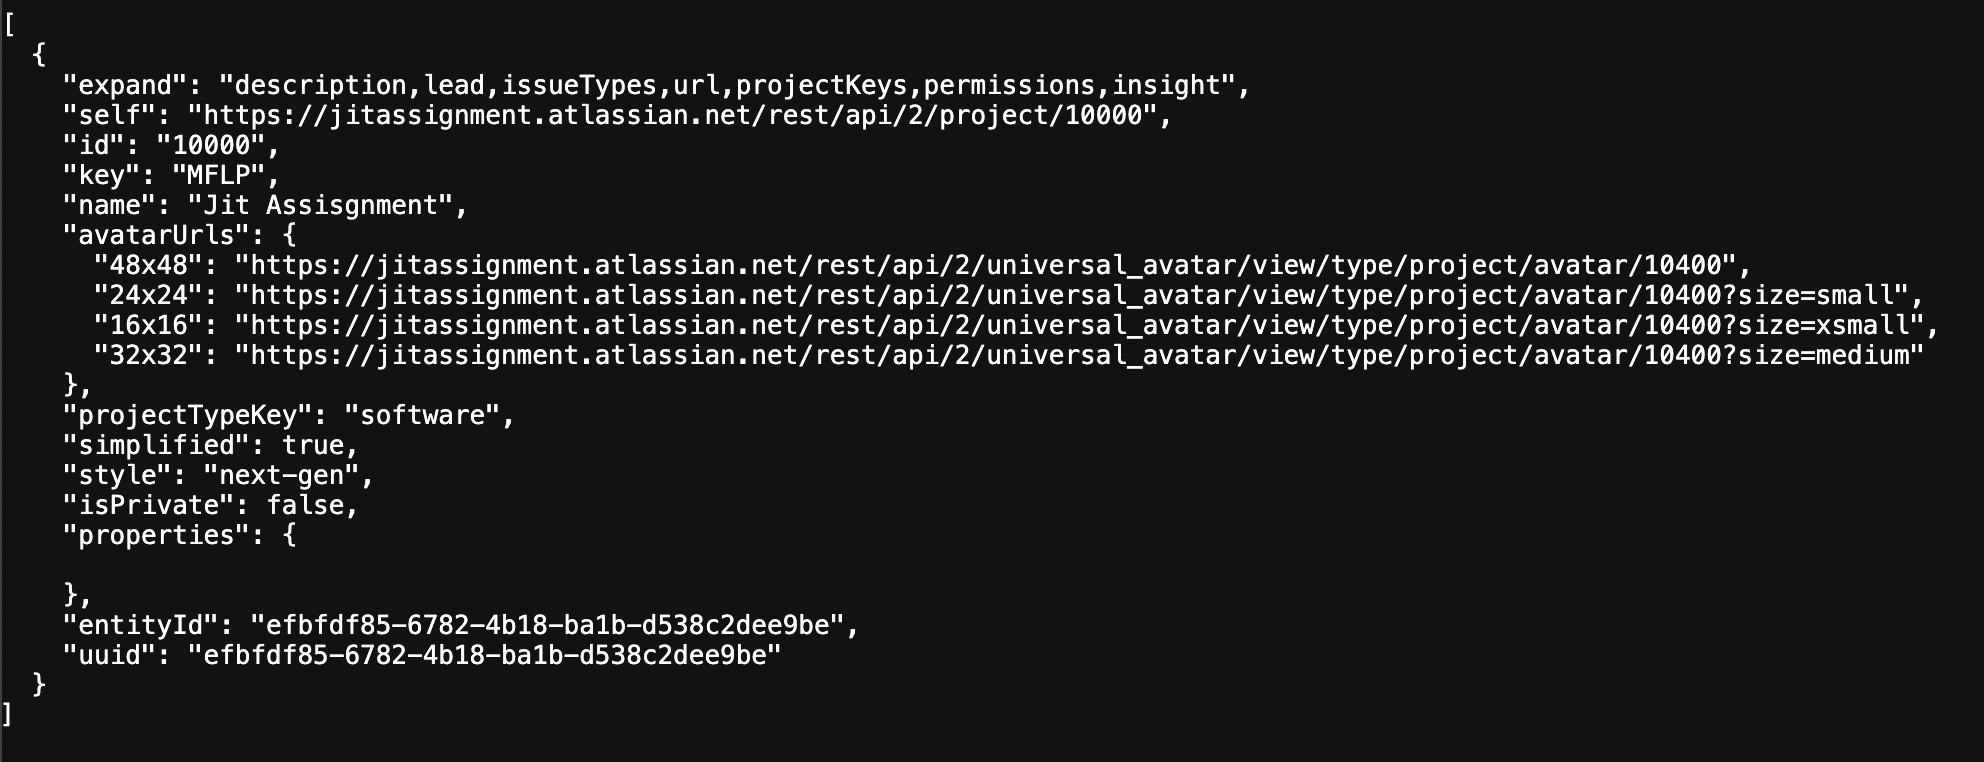 [
  {
    "expand": "description,lead,issueTypes,url,projectKeys,permissions,insight",
    "self": "https://jitassignment.atlassian.net/rest/api/2/project/10000",
    "id": "10000",
    "key": "MFLP",
    "name": "Jit Assisgnment",
    "avatarUrls": {
      "48x48": "https://jitassignment.atlassian.net/rest/api/2/universal_avatar/view/type/project/avatar/10400",
      "24x24": "https://jitassignment.atlassian.net/rest/api/2/universal_avatar/view/type/project/avatar/10400?size=small",
      "16x16": "https://jitassignment.atlassian.net/rest/api/2/universal_avatar/view/type/project/avatar/10400?size=xsmall",
      "32x32": "https://jitassignment.atlassian.net/rest/api/2/universal_avatar/view/type/project/avatar/10400?size=medium"
    },
    "projectTypeKey": "software",
    "simplified": true,
    "style": "next-gen",
    "isPrivate": false,
    "properties": {

    },
    "entityId": "efbfdf85-6782-4b18-ba1b-d538c2dee9be",
    "uuid": "efbfdf85-6782-4b18-ba1b-d538c2dee9be"
  }
]